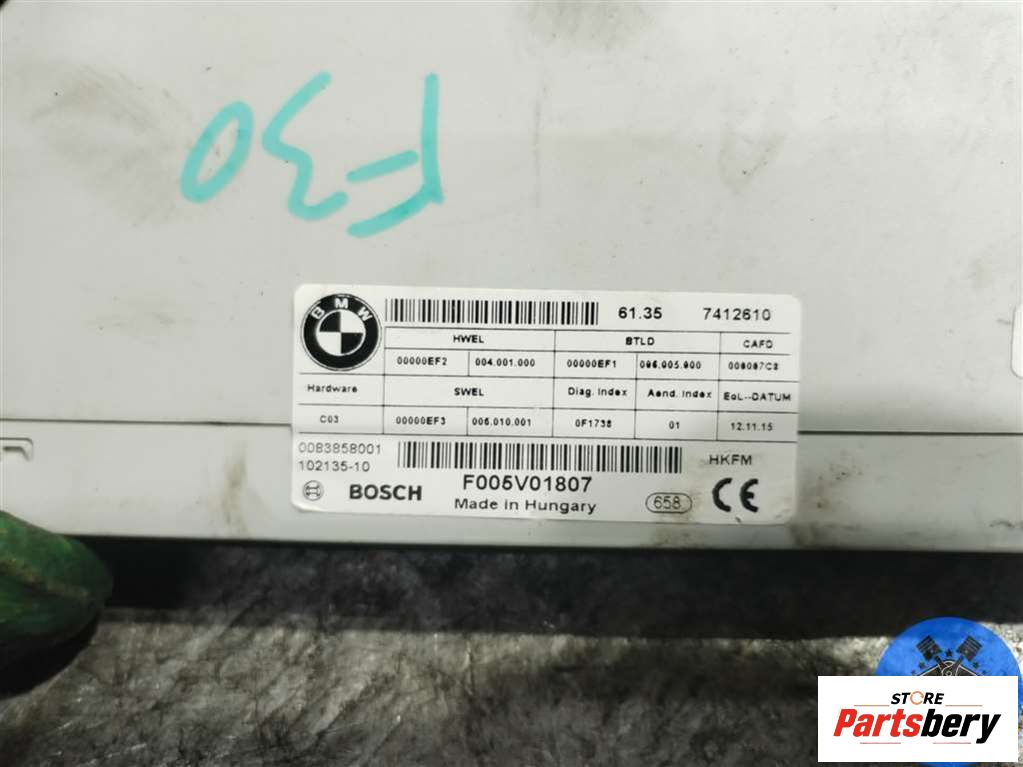 F30
BMW
61.35 7412610
HWEL BTLD CAFD
00000EF2 004.001.000 00000EF1 006.005.900
Hardware SWEL Diag. Index Aend. Index EoL--DATUM
C03 00000EF3 006.010.001 0F1738 01 12.11.15
0083858001
102135-10
HKFM
BOSCH
F005V01807
Made in Hungary
658
CE
STORE
Partsbery